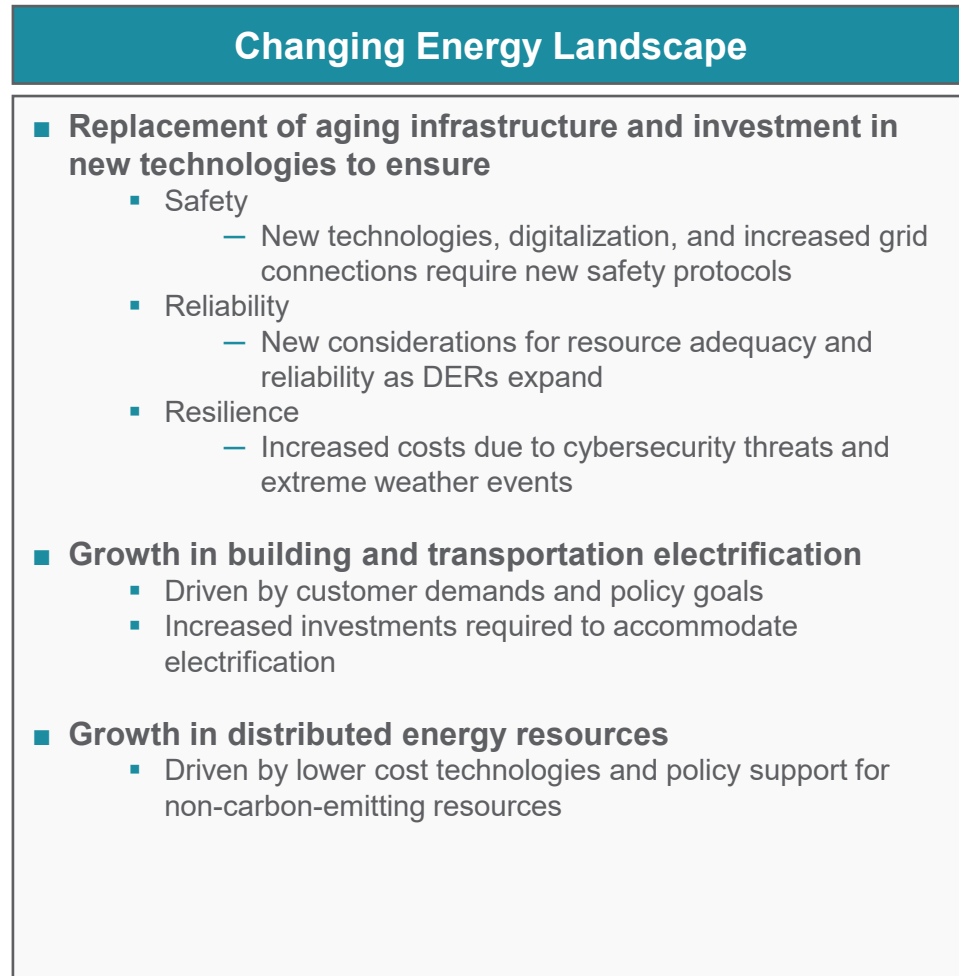 Changing Energy Landscape
■ Replacement of aging infrastructure and investment in
new technologies to ensure
▪ Safety
— New technologies, digitalization, and increased grid
connections require new safety protocols
▪ Reliability
— New considerations for resource adequacy and
reliability as DERs expand
▪ Resilience
— Increased costs due to cybersecurity threats and
extreme weather events
■ Growth in building and transportation electrification
▪ Driven by customer demands and policy goals
▪ Increased investments required to accommodate
electrification
■ Growth in distributed energy resources
▪ Driven by lower cost technologies and policy support for
non-carbon-emitting resources